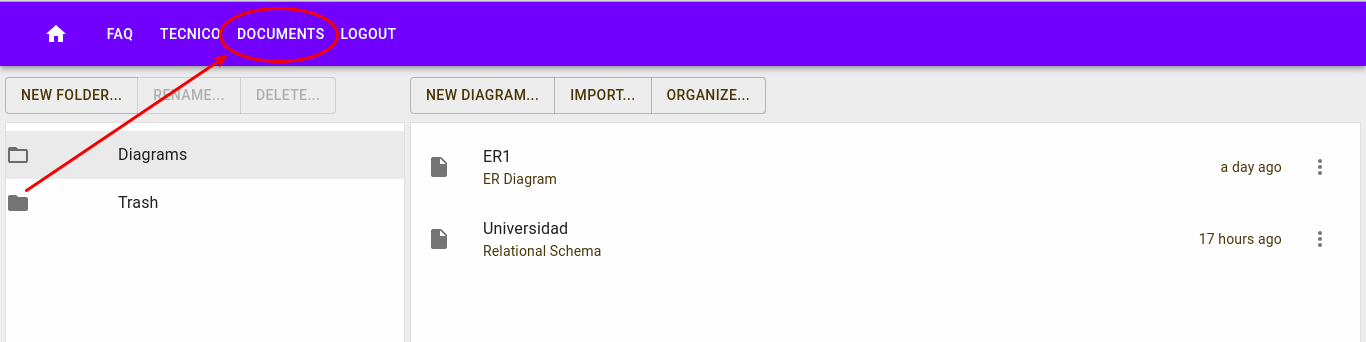 FAQ TECNICO DOCUMENTS LOGOUT
NEW FOLDER... RENAME... DELETE... NEW DIAGRAM... IMPORT... ORGANIZE...
Diagrams
Trash
ER1
ER Diagram
a day ago
Universidad
Relational Schema
17 hours ago